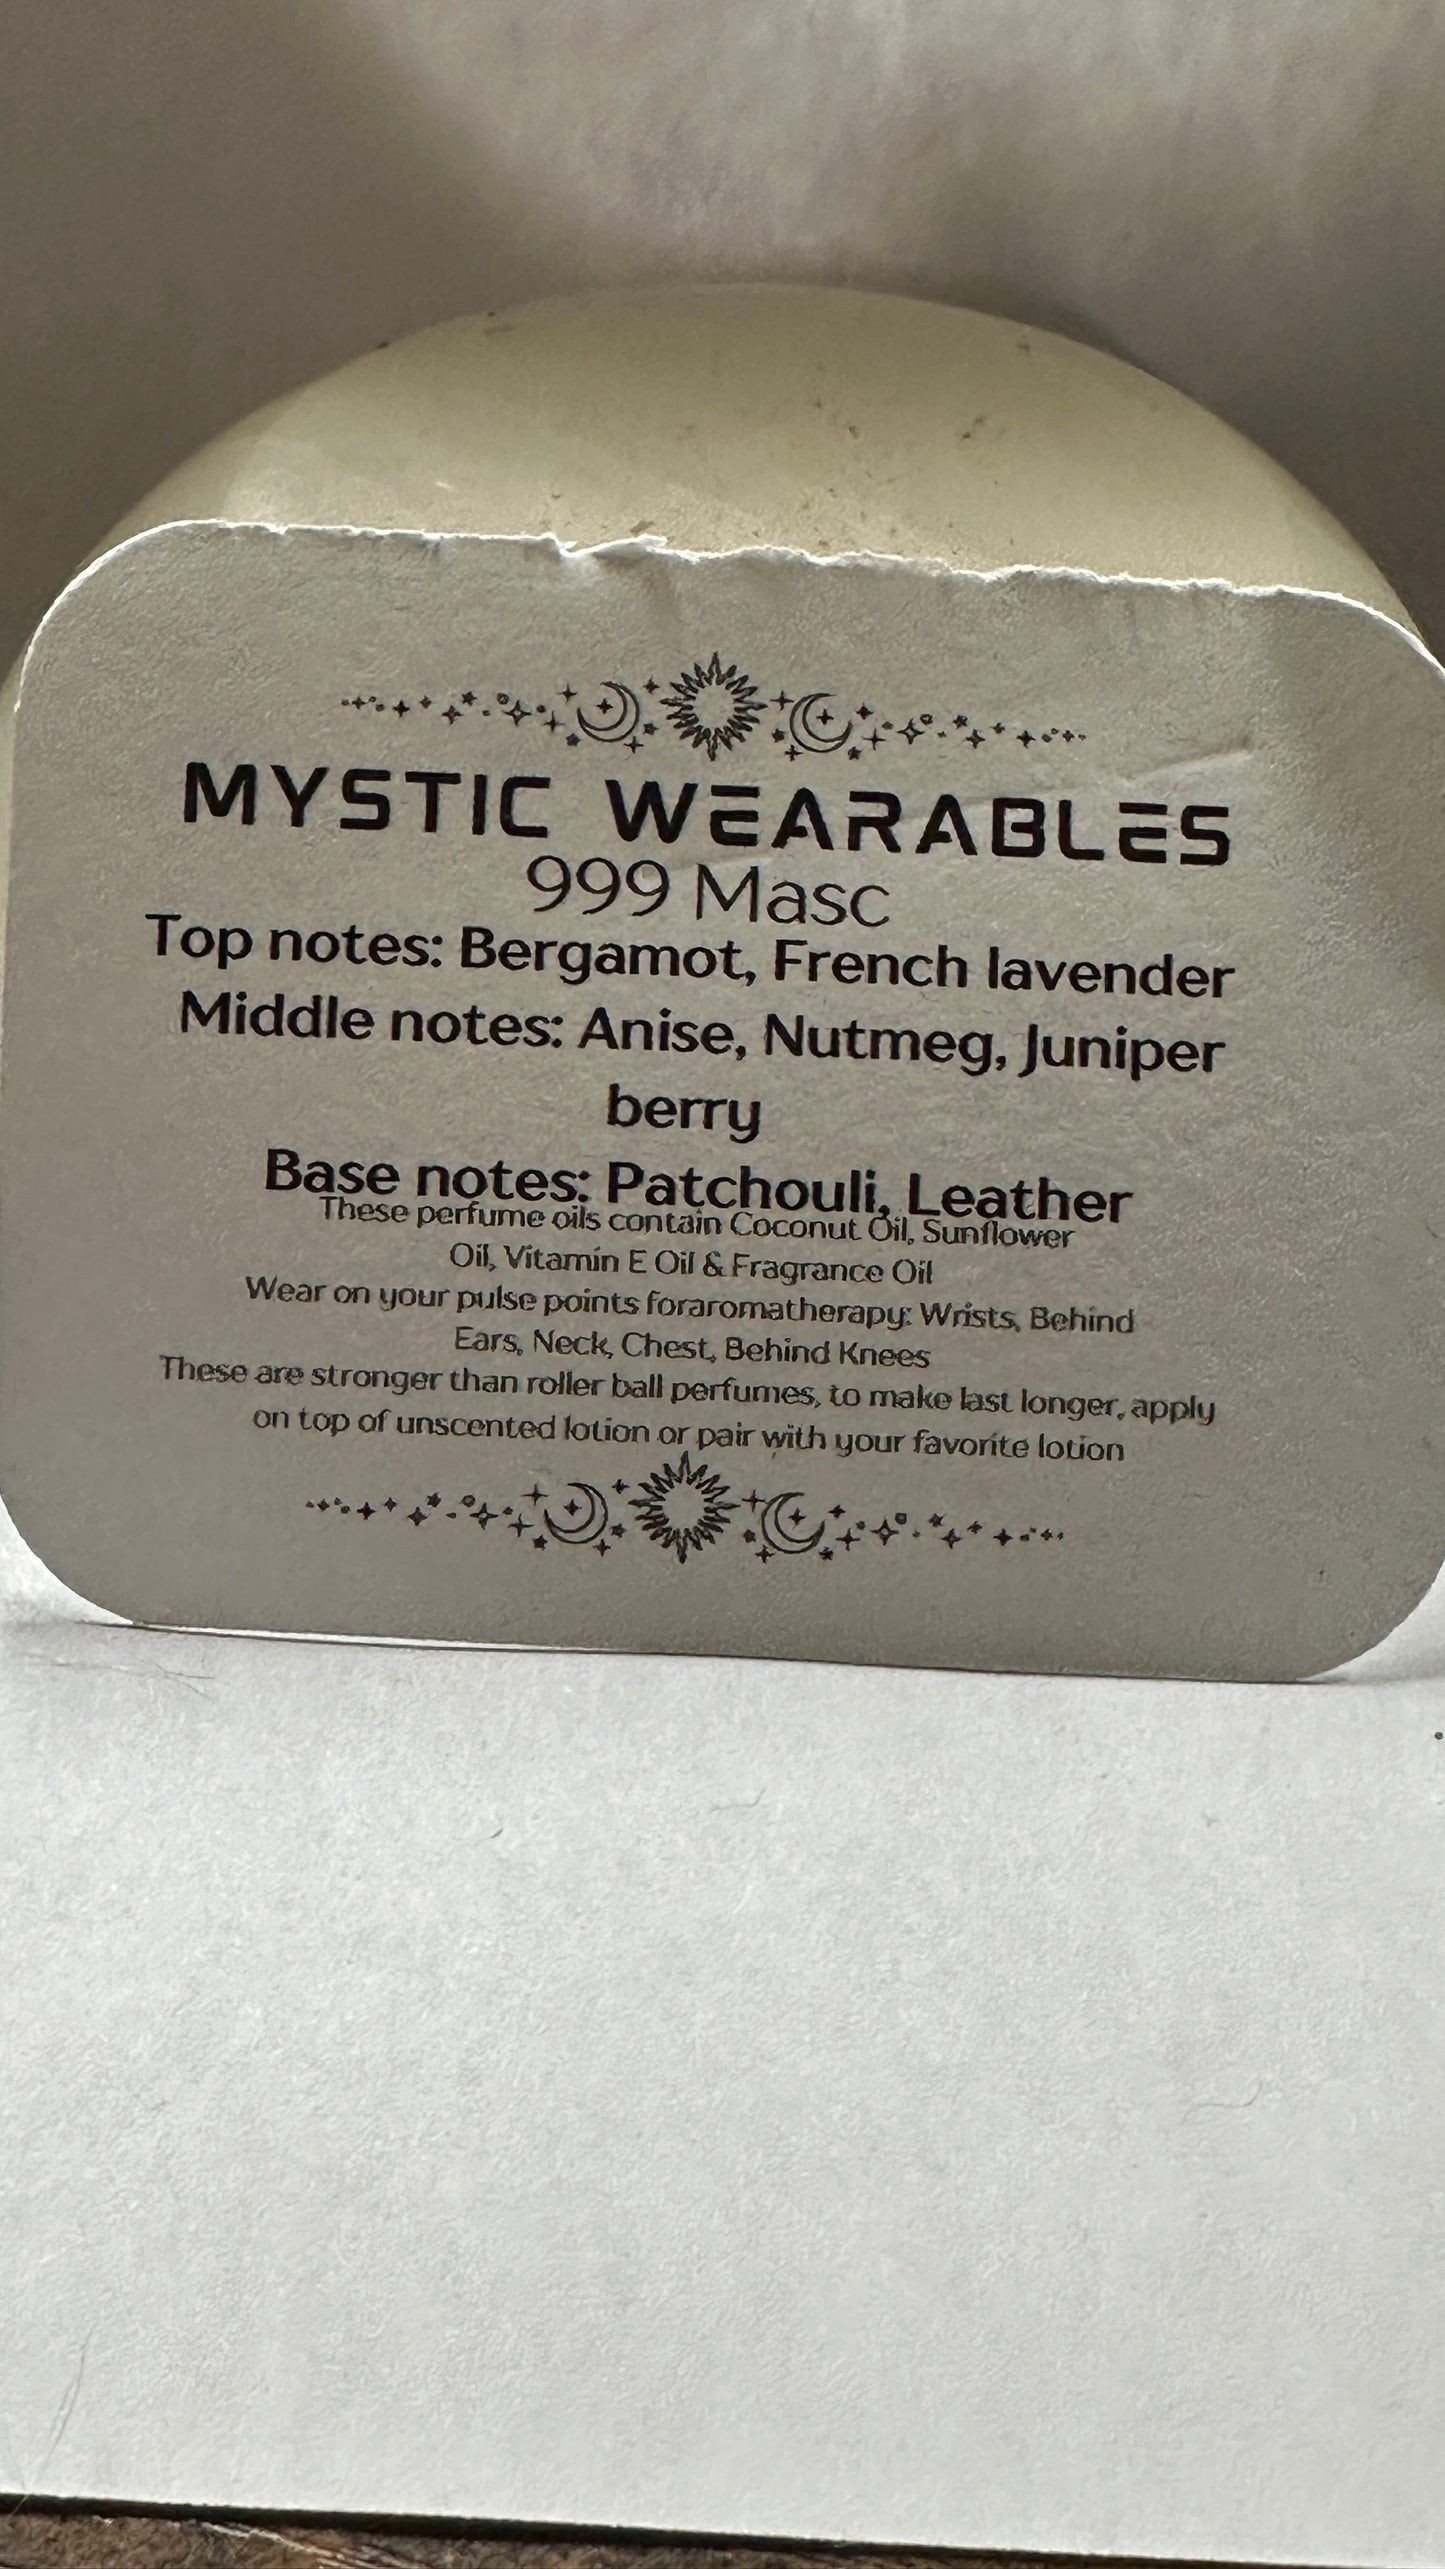 MYSTIC WEARABLES
999 Masc
Top notes: Bergamot, French lavender
Middle notes: Anise, Nutmeg, Juniper
berry
Base notes: Patchouli, Leather
These perfume oils contain Coconut Oil, Sunflower
Oil, Vitamin E Oil & Fragrance Oil
Wear on your pulse points foraromatherapy: Wrists, Behind
Ears, Neck, Chest, Behind Knees
These are stronger than roller ball perfumes, to make last longer, apply
on top of unscented lotion or pair with your favorite lotion